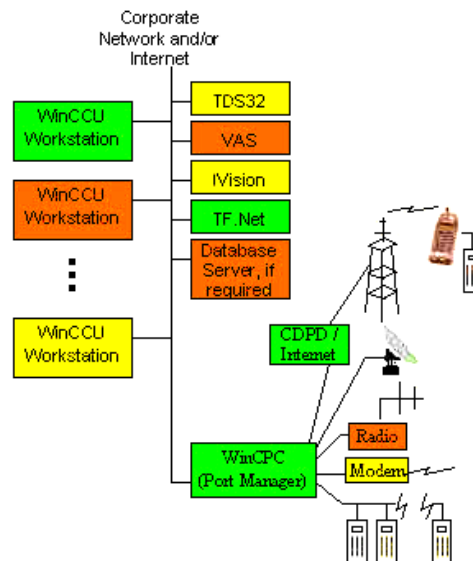 Corporate
Network and/or
Internet
WinCCU
Workstation
WinCCU
Workstation
WinCCU
Workstation
TDS32
VAS
IVision
TF.Net
Database
Server, if
required
CDPD /
Internet
WinCPC
(Port Manager)
Radio
Modem